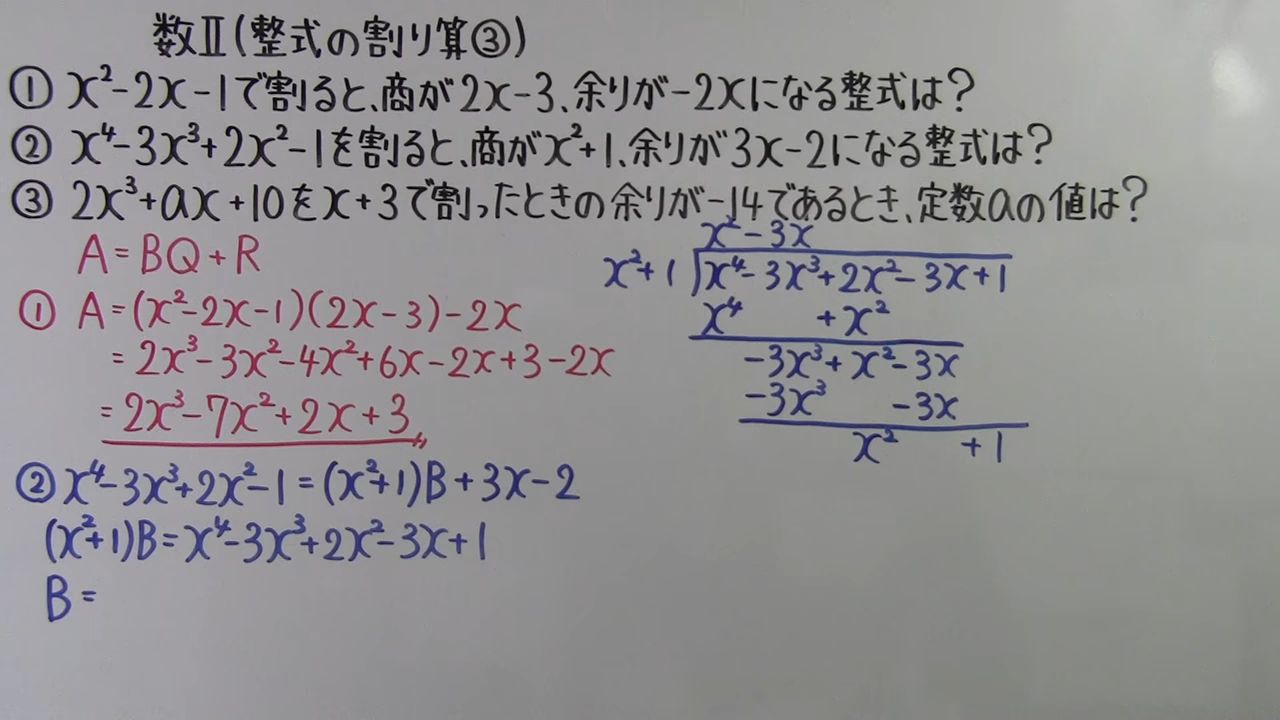 数Ⅱ(整式の割り算③)
① x²-2x-1で割ると、商が2x-3、余りが-2xになる整式は?
② x⁴-3x³+2x²-1を割ると、商がx²+1、余りが3x-2になる整式は?
③ 2x³+ax+10をx+3で割ったときの余りが-14であるとき、定数aの値は?
A=BQ+R
① A=(x²-2x-1)(2x-3)-2x
=2x³-3x²-4x²+6x-2x+3-2x
=2x³-7x²+2x+3
② x⁴-3x³+2x²-1=(x²+1)B+3x-2
(x²+1)B=x⁴-3x³+2x²-3x+1
B=
x²-3x
x²+1)x⁴-3x³+2x²-3x+1
x⁴ +x²
-3x³+x²-3x
-3x³ -3x
x² +1